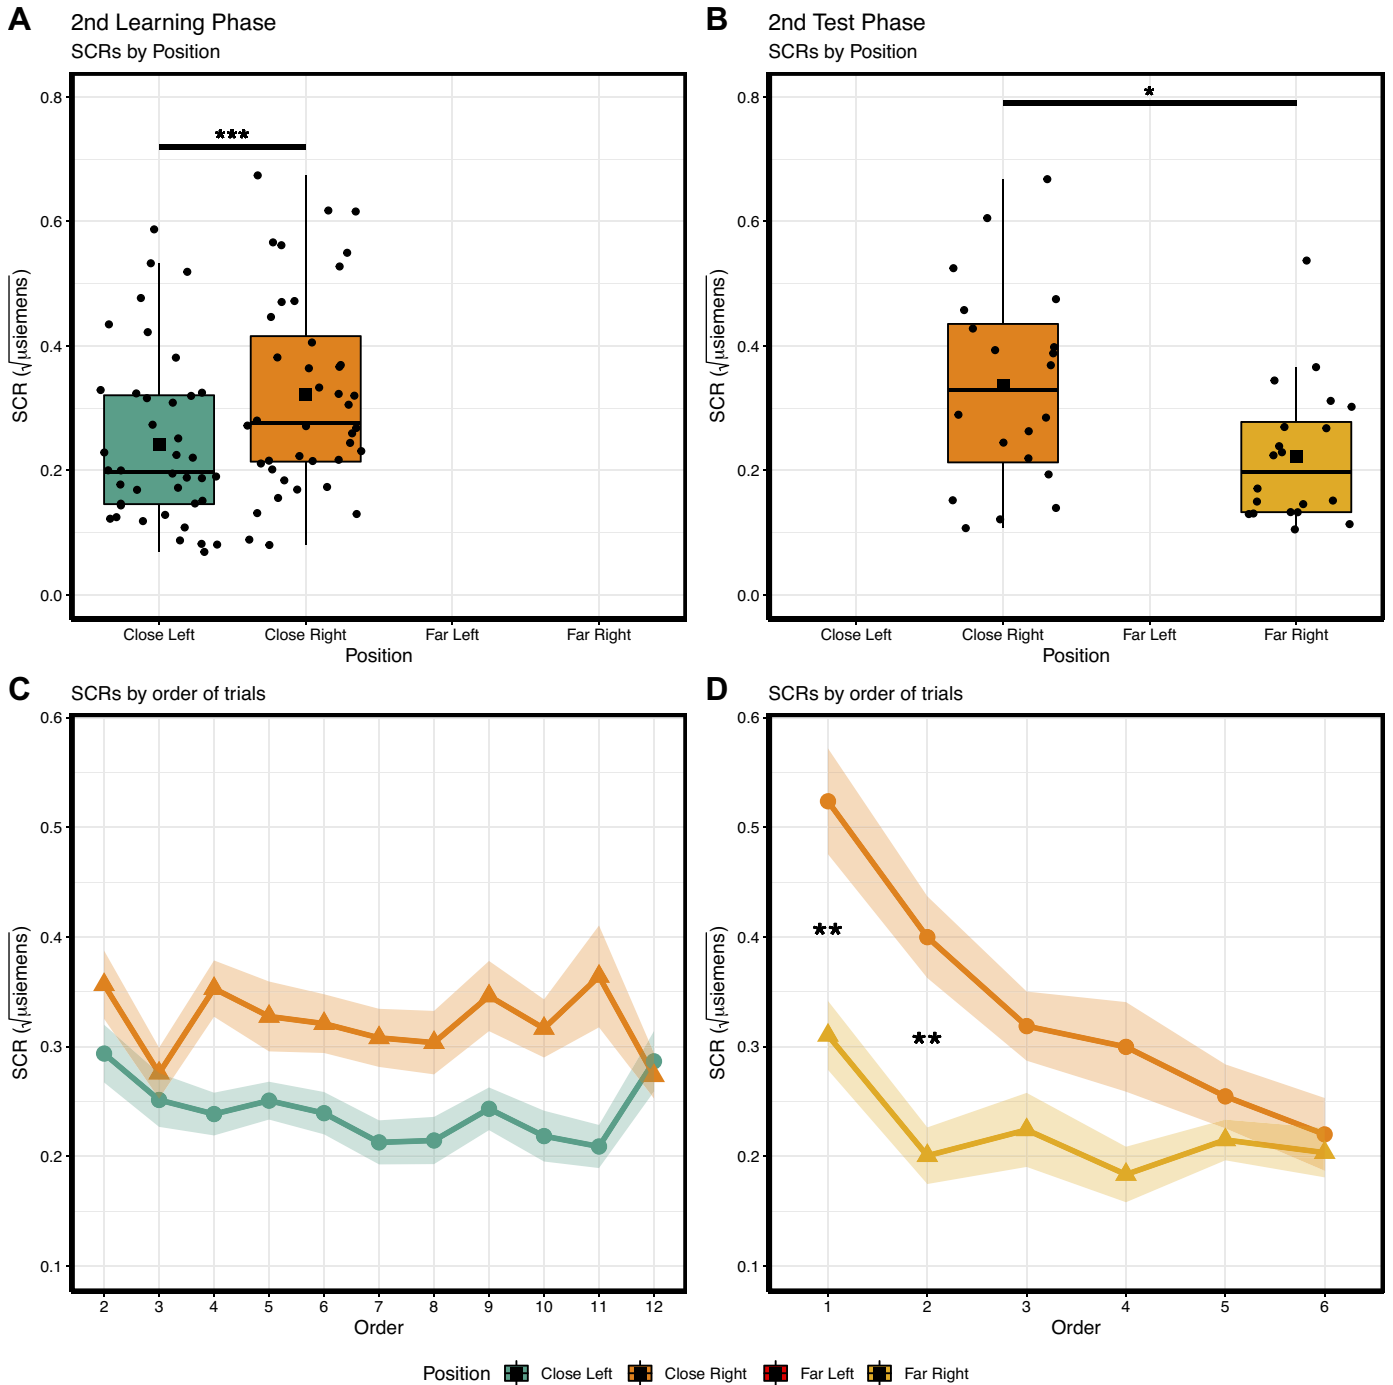 A
2nd Learning Phase
SCRs by Position
0.8
0.6
0.4
0.2
0.0
SCR (√μsiemens)
***
Close Left
Close Right
Far Left
Far Right
Position
B
2nd Test Phase
SCRs by Position
0.8
0.6
0.4
0.2
0.0
SCR (√μsiemens)
*
Close Left
Close Right
Far Left
Far Right
Position
C
SCRs by order of trials
0.6
0.5
0.4
0.3
0.2
0.1
SCR (√μsiemens)
2 3 4 5 6 7 8 9 10 11 12
Order
D
SCRs by order of trials
0.6
0.5
0.4
0.3
0.2
0.1
SCR (√μsiemens)
**
**
1 2 3 4 5 6
Order
Position Close Left Close Right Far Left Far Right